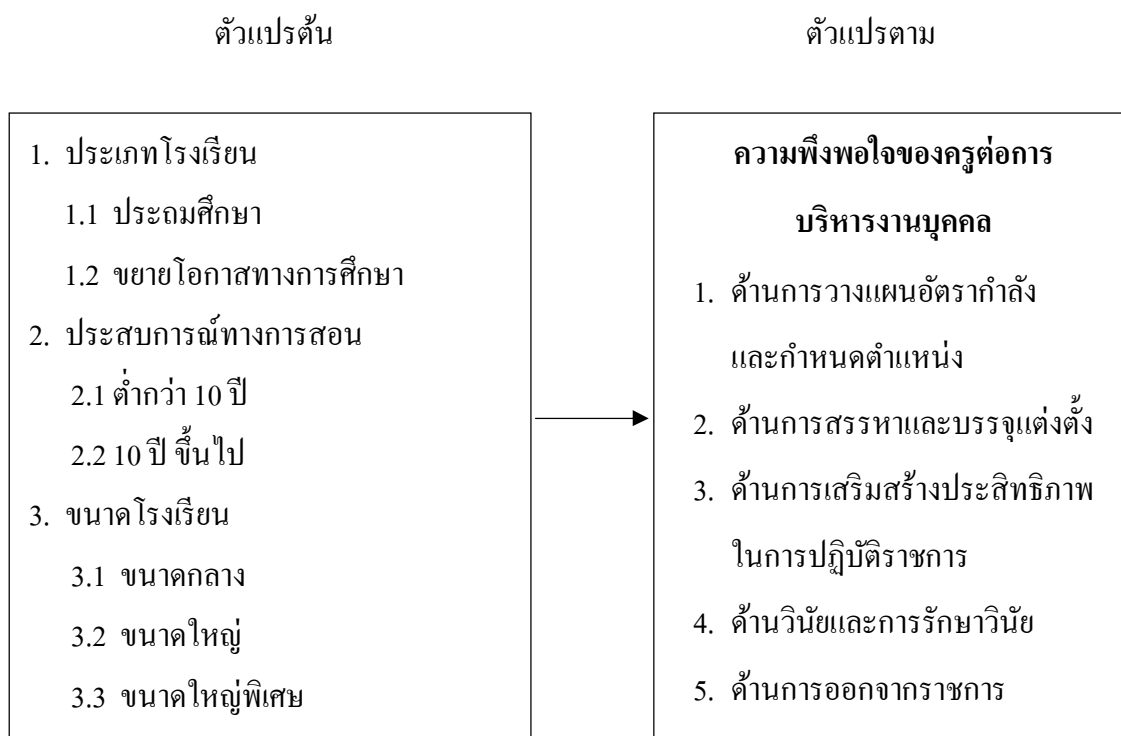 ตัวแปรต้น
ตัวแปรตาม
1. ประเภทโรงเรียน
1.1 ประถมศึกษา
1.2 ขยายโอกาสทางการศึกษา
2. ประสบการณ์ทางการสอน
2.1 ต่ำกว่า 10 ปี
2.2 10 ปี ขึ้นไป
3. ขนาดโรงเรียน
3.1 ขนาดกลาง
3.2 ขนาดใหญ่
3.3 ขนาดใหญ่พิเศษ
ความพึงพอใจของครูต่อการ
บริหารงานบุคคล
1. ด้านการวางแผนอัตรากำลัง
และกำหนดตำแหน่ง
2. ด้านการสรรหาและบรรจุแต่งตั้ง
3. ด้านการเสริมสร้างประสิทธิภาพ
ในการปฏิบัติราชการ
4. ด้านวินัยและการรักษาวินัย
5. ด้านการออกจากราชการ